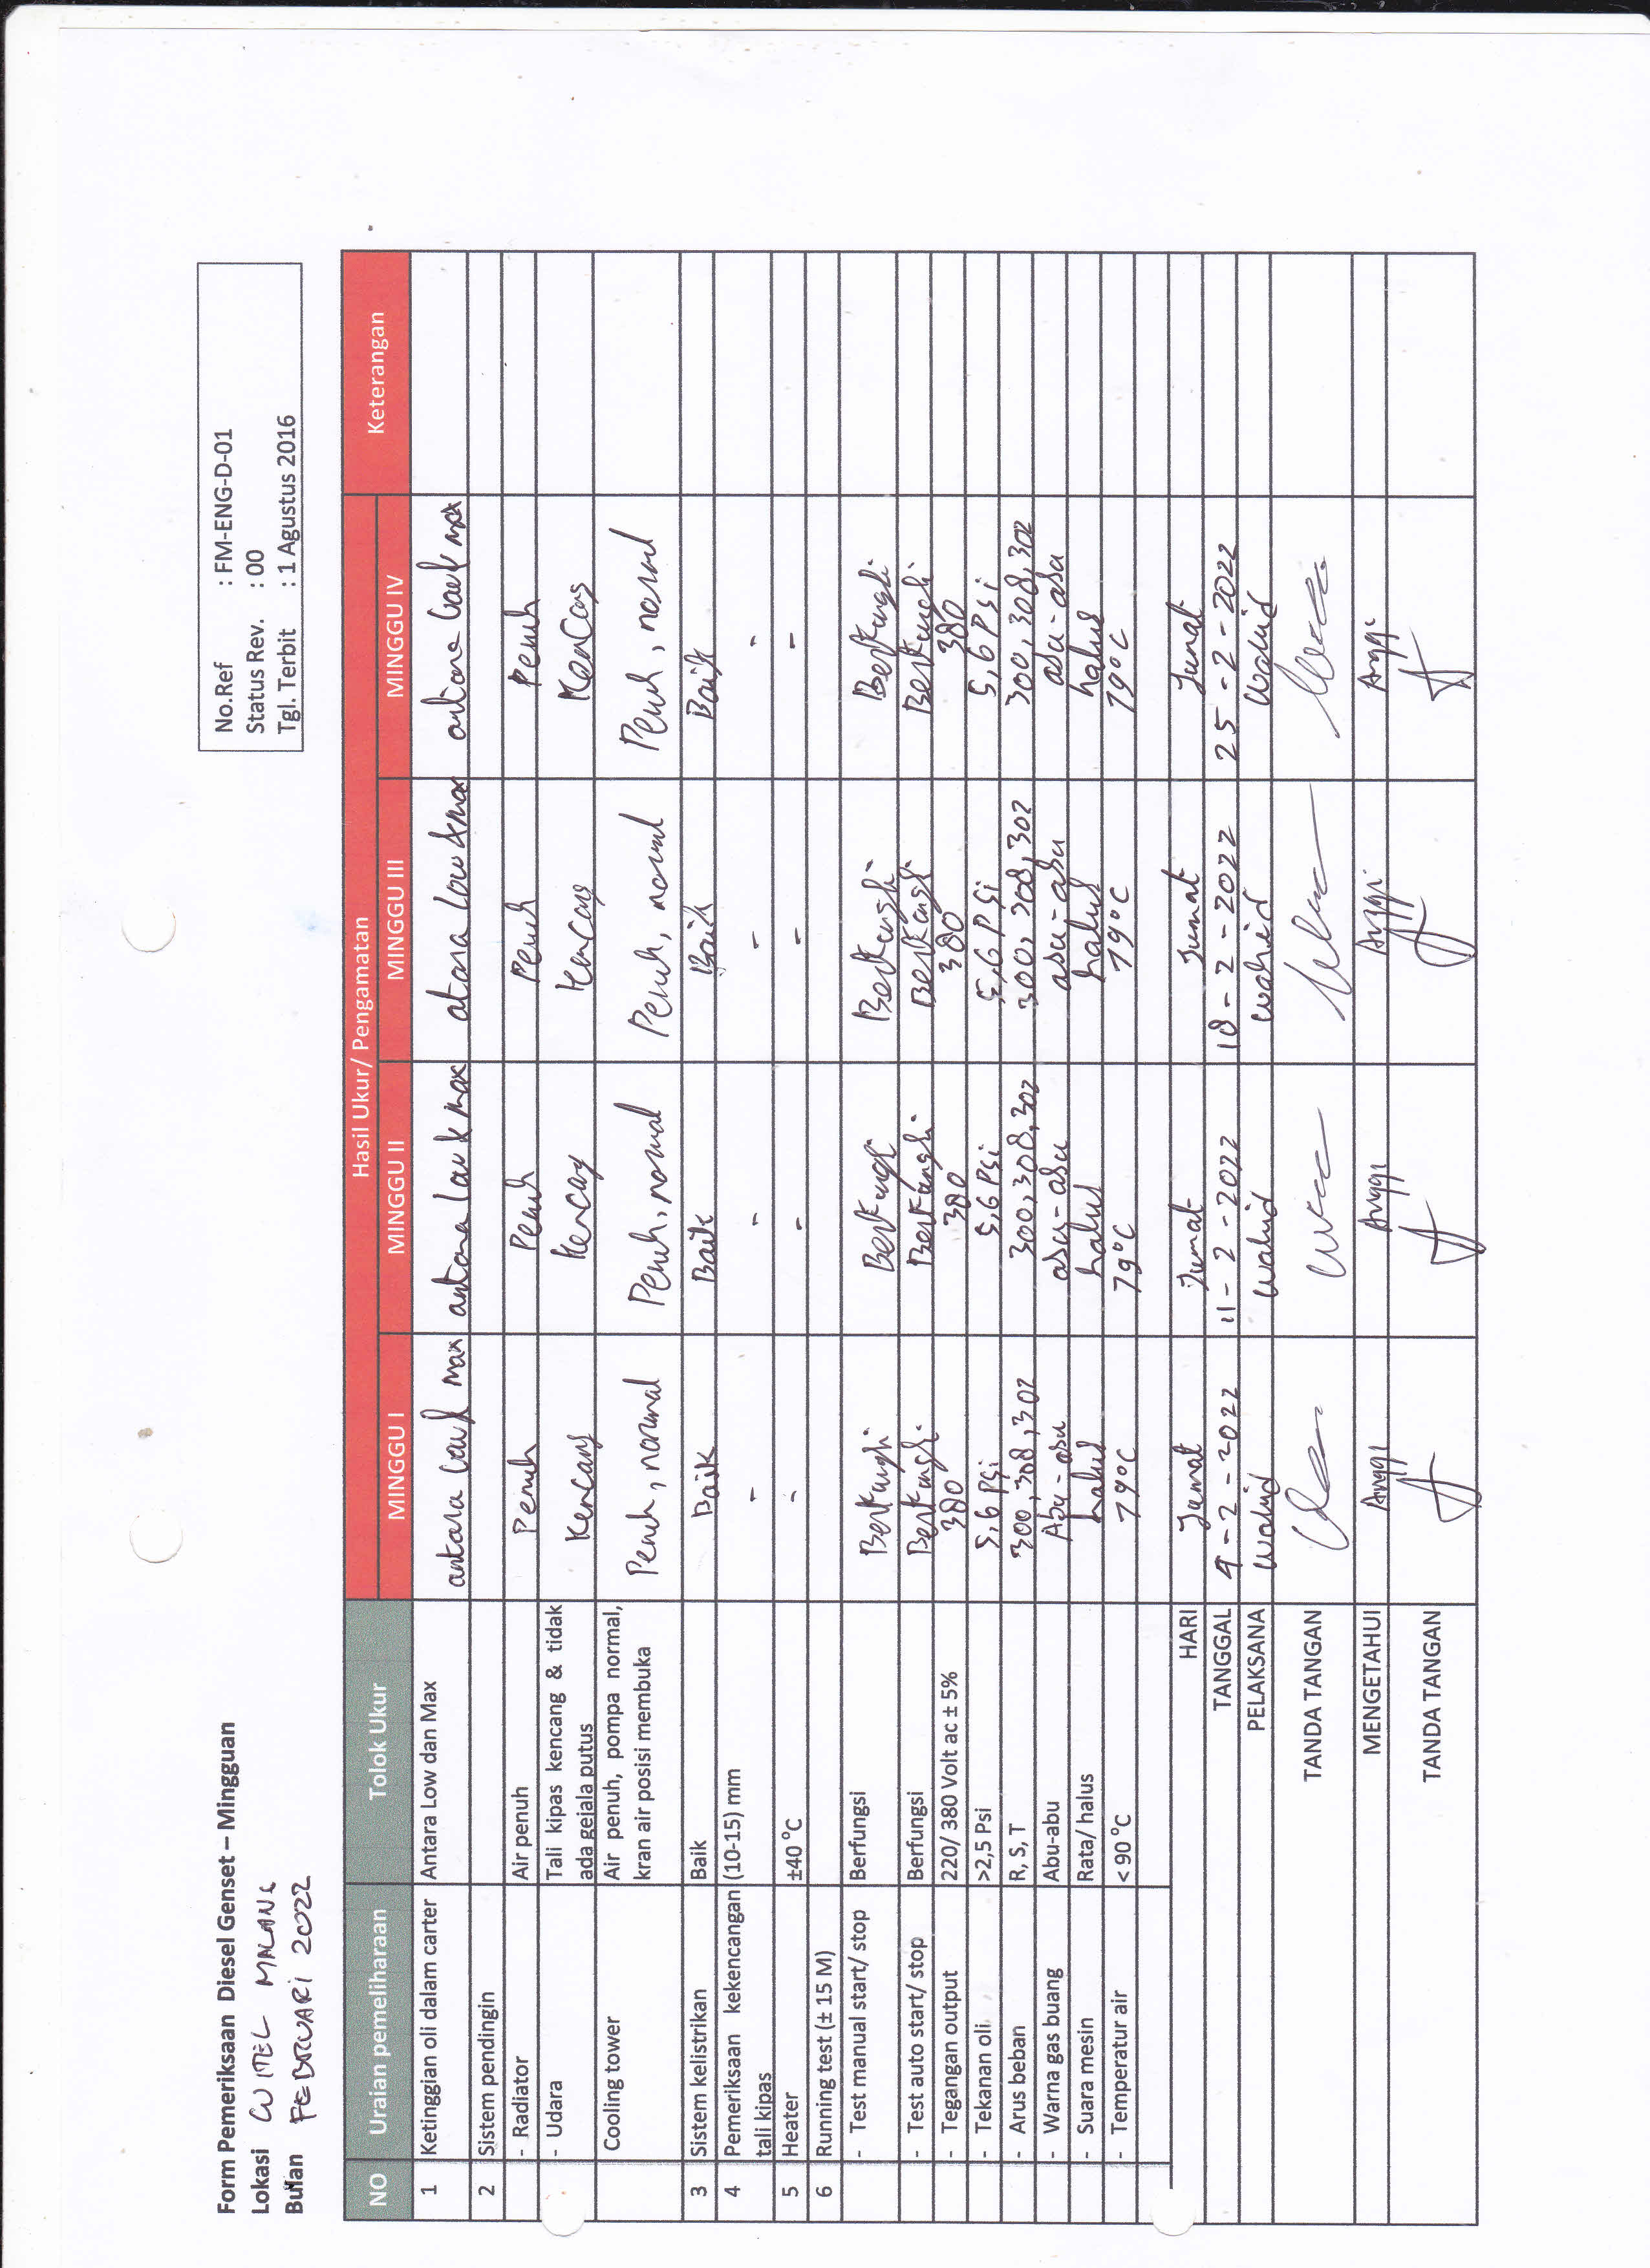 Form Pemeriksaan Diesel Genset – Mingguan
Lokasi WITEL MALANG
Bulan FEBRUARI 2022
No.Ref : FM-ENG-D-01
Status Rev. : 00
Tgl. Terbit : 1 Agustus 2016
NO Uraian pemeliharaan Tolok Ukur Hasil Ukur/ Pengamatan Keterangan
MINGGU I MINGGU II MINGGU III MINGGU IV
1 Ketinggian oli dalam carter Antara Low dan Max antara low & max antara low & max atara low & max antara low & max
2 Sistem pendingin
- Radiator Air penuh Penuh Penuh Penuh Penuh
- Udara Tali kipas kencang & tidak ada gejala putus Kencang Kencang Kencang Kencang
Cooling tower Air penuh, pompa normal, kran air posisi membuka Penuh, normal Penuh, normal Penuh, normal Penuh, normal
3 Sistem kelistrikan Baik Baik Baik Baik Baik
4 Pemeriksaan kekencangan tali kipas (10-15) mm - - - -
5 Heater ±40 °C - - - -
6 Running test (± 15 M)
- Test manual start/ stop Berfungsi Berfungsi Berfungsi Berfungsi Berfungsi
- Test auto start/ stop Berfungsi Berfungsi Berfungsi Berfungsi Berfungsi
- Tegangan output 220/ 380 Volt ac ± 5% 380 380 380 380
- Tekanan oli >2,5 Psi 5,6 Psi 5,6 Psi 5,6 PSi 5,6 Psi
- Arus beban R, S, T 300, 308, 302 300, 308, 302 300, 308, 302 300, 308, 302
- Warna gas buang Abu-abu Abu-abu abu-abu abu-abu abu-abu
- Suara mesin Rata/ halus halus halus halus halus
- Temperatur air < 90 °C 79°C 79°C 79°C 79°C
HARI Jumat Jumat Jumat Jumat
TANGGAL 4-2-2022 11-2-2022 18-2-2022 25-2-2022
PELAKSANA Wahid Wahid Wahid Wahid
TANDA TANGAN
MENGETAHUI Anggi Anggi Anggi Anggi
TANDA TANGAN